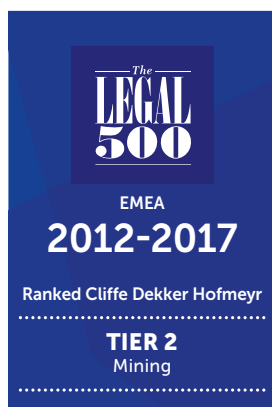 The
LEGAL
500
EMEA
2012-2017
Ranked Cliffe Dekker Hofmeyr
TIER 2
Mining